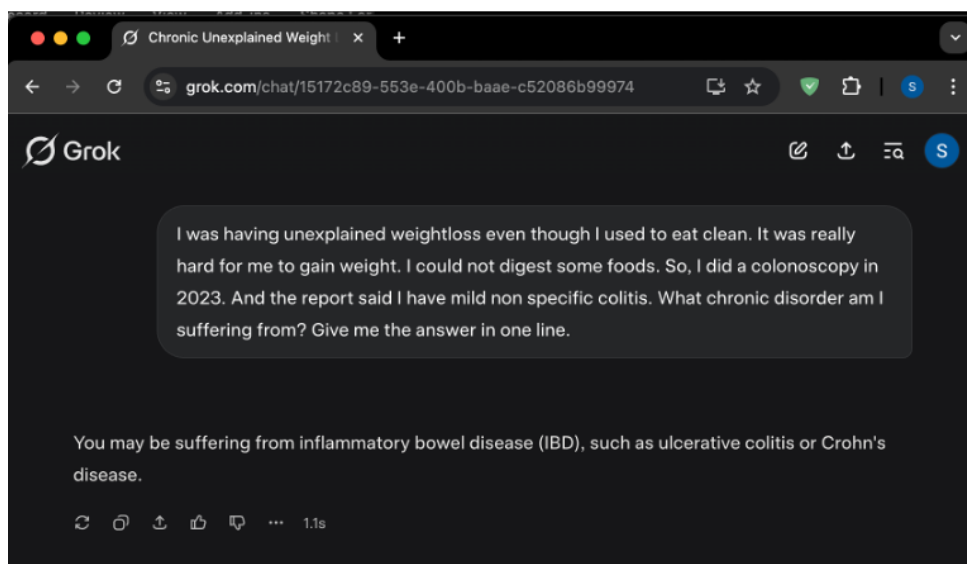 Chronic Unexplained Weight
grok.com/chat/15172c89-553e-400b-baae-c52086b99974
S
Grok
S
I was having unexplained weightloss even though I used to eat clean. It was really
hard for me to gain weight. I could not digest some foods. So, I did a colonoscopy in
2023. And the report said I have mild non specific colitis. What chronic disorder am I
suffering from? Give me the answer in one line.
You may be suffering from inflammatory bowel disease (IBD), such as ulcerative colitis or Crohn's
disease.
1.1s